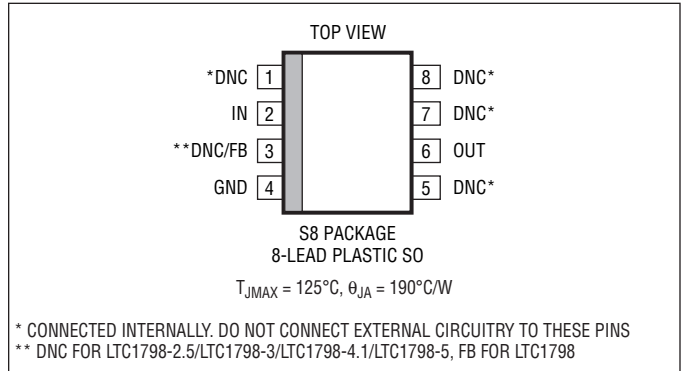 TOP VIEW
*DNC 1
IN 2
**DNC/FB 3
GND 4
8 DNC*
7 DNC*
6 OUT
5 DNC*
S8 PACKAGE
8-LEAD PLASTIC SO
TJMAX = 125°C, θJA = 190°C/W
* CONNECTED INTERNALLY. DO NOT CONNECT EXTERNAL CIRCUITRY TO THESE PINS
** DNC FOR LTC1798-2.5/LTC1798-3/LTC1798-4.1/LTC1798-5, FB FOR LTC1798